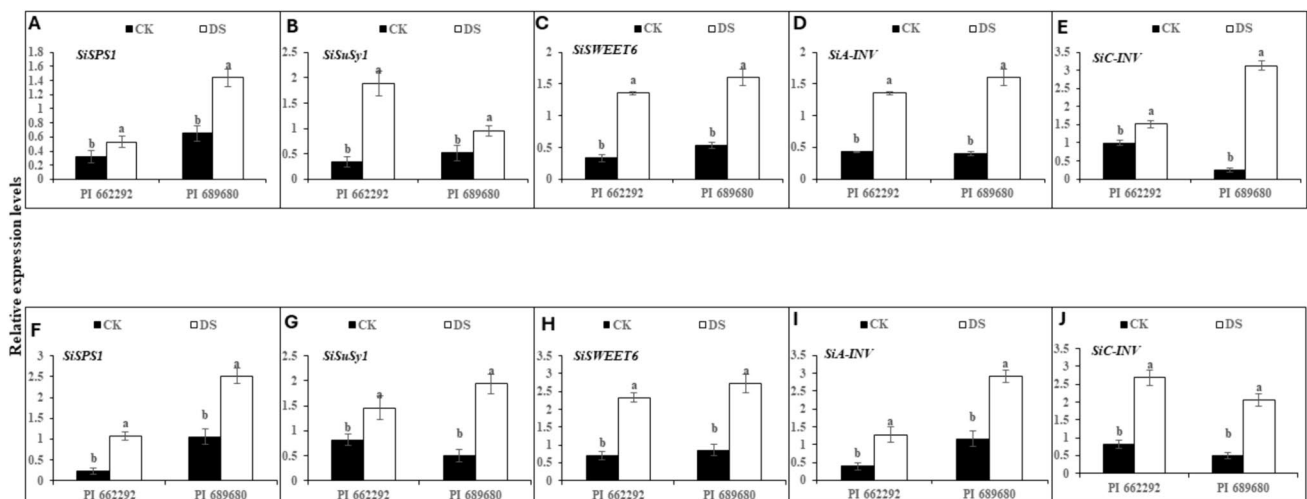 Relative expression levels
A
CK DS
SiSPS1
1.8
1.6
1.4
1.2
1
0.8
0.6
0.4
0.2
0
b a b a
PI 662292 PI 689680
B
CK DS
SiSuSy1
2.5
2
1.5
1
0.5
0
b a b a
PI 662292 PI 689680
C
CK DS
SiSWEET6
2
1.5
1
0.5
0
b a b a
PI 662292 PI 689680
D
CK DS
SiA-INV
2
1.5
1
0.5
0
b a b a
PI 662292 PI 689680
E
CK DS
SiC-INV
3.5
3
2.5
2
1.5
1
0.5
0
b a b a
PI 662292 PI 689680
F
CK DS
SiSPS1
3
2.5
2
1.5
1
0.5
0
b a b a
PI 662292 PI 689680
G
CK DS
SiSuSy1
2.5
2
1.5
1
0.5
0
b a b a
PI 662292 PI 689680
H
CK DS
SiSWEET6
3.5
3
2.5
2
1.5
1
0.5
0
b a b a
PI 662292 PI 689680
I
CK DS
SiA-INV
3.5
3
2.5
2
1.5
1
0.5
0
b a b a
PI 662292 PI 689680
J
CK DS
SiC-INV
3.5
3
2.5
2
1.5
1
0.5
0
b a b a
PI 662292 PI 689680